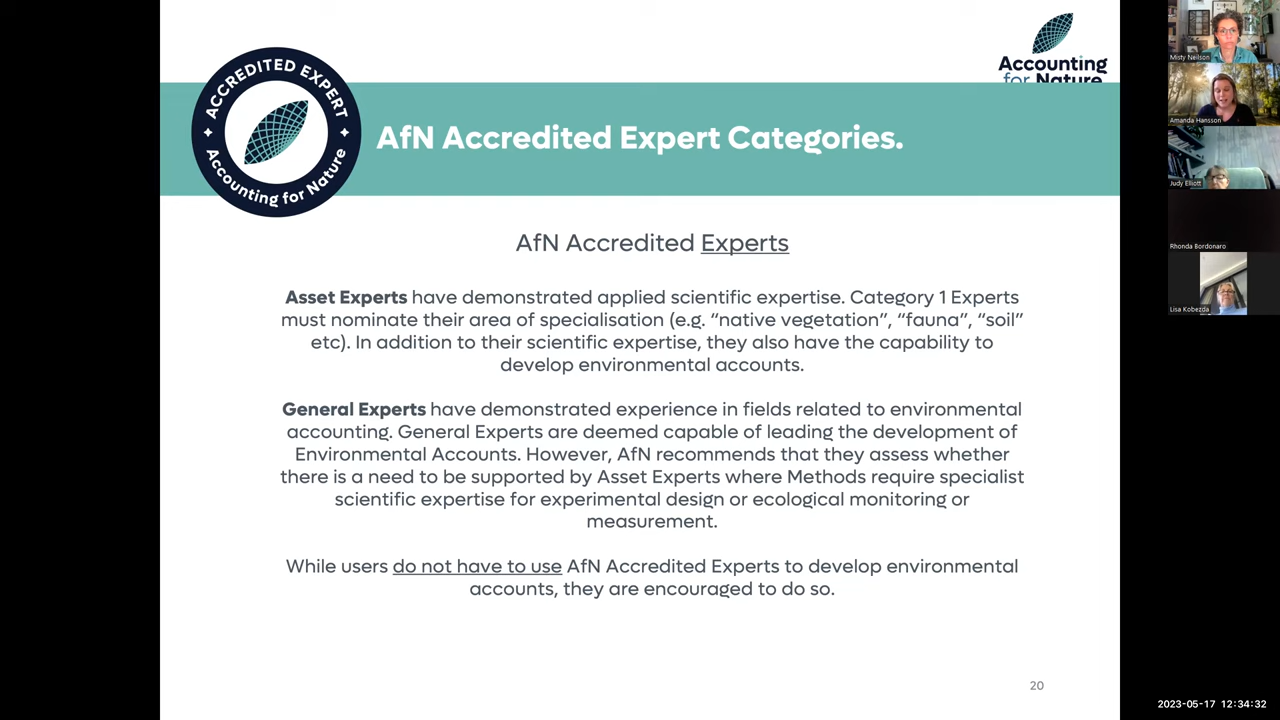 ACCREDITED EXPERT
Accounting for Nature
Accounting
for Nature
AfN Accredited Expert Categories.
AfN Accredited Experts
Asset Experts have demonstrated applied scientific expertise. Category 1 Experts
must nominate their area of specialisation (e.g. “native vegetation”, “fauna”, “soil”
etc). In addition to their scientific expertise, they also have the capability to
develop environmental accounts.
General Experts have demonstrated experience in fields related to environmental
accounting. General Experts are deemed capable of leading the development of
Environmental Accounts. However, AfN recommends that they assess whether
there is a need to be supported by Asset Experts where Methods require specialist
scientific expertise for experimental design or ecological monitoring or
measurement.
While users do not have to use AfN Accredited Experts to develop environmental
accounts, they are encouraged to do so.
20
Misty Neilson
Amanda Hansson
Judy Elliott
Rhonda Bordonaro
Lisa Kobezda
2023-05-17 12:34:32